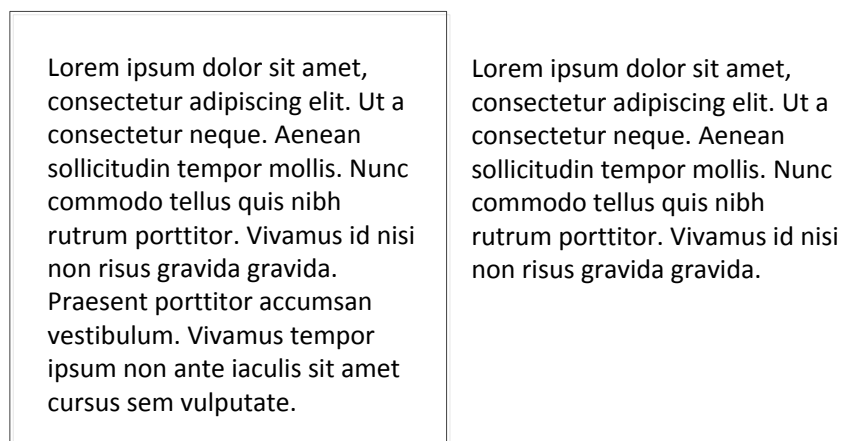 Lorem ipsum dolor sit amet,
consectetur adipiscing elit. Ut a
consectetur neque. Aenean
sollicitudin tempor mollis. Nunc
commodo tellus quis nibh
rutrum porttitor. Vivamus id nisi
non risus gravida gravida.
Praesent porttitor accumsan
vestibulum. Vivamus tempor
ipsum non ante iaculis sit amet
cursus sem vulputate.
Lorem ipsum dolor sit amet,
consectetur adipiscing elit. Ut a
consectetur neque. Aenean
sollicitudin tempor mollis. Nunc
commodo tellus quis nibh
rutrum porttitor. Vivamus id nisi
non risus gravida gravida.